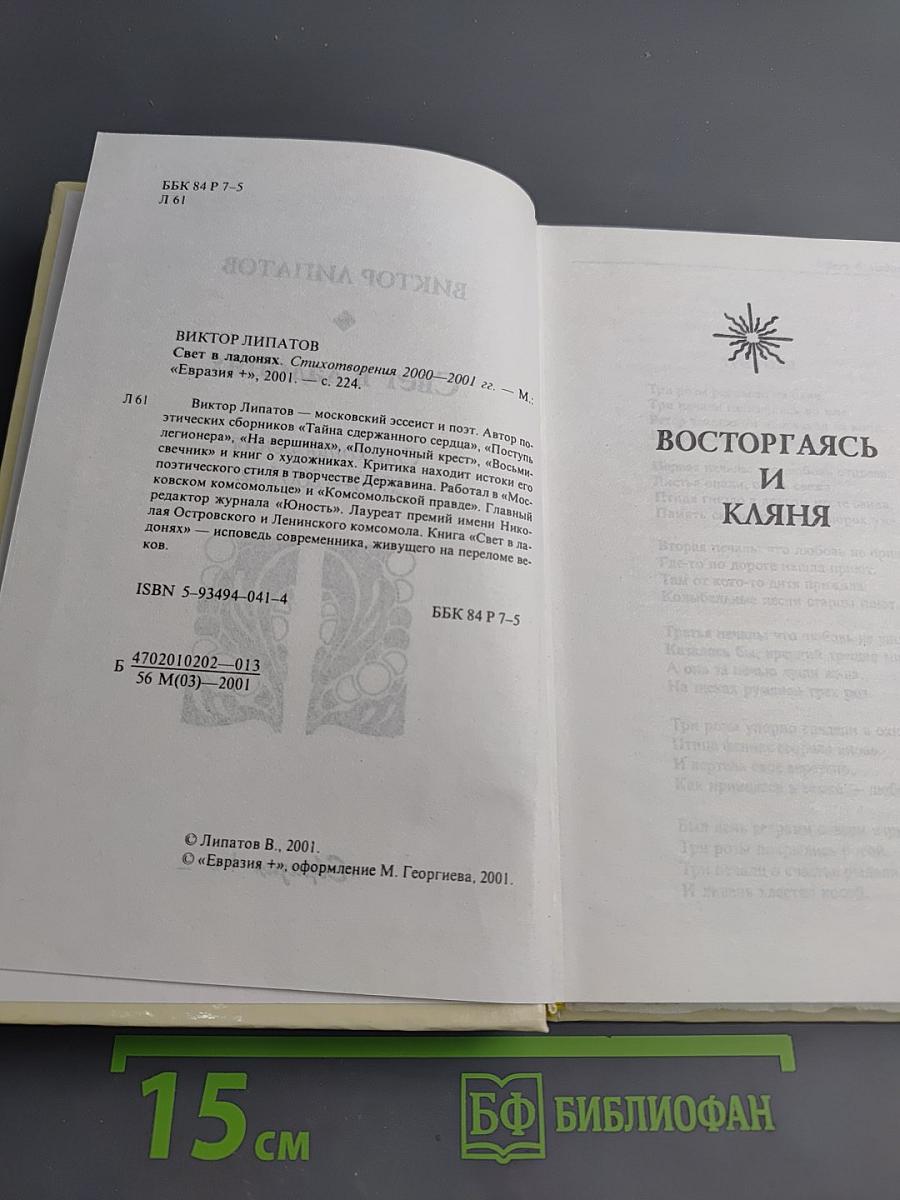 ББК 84 Р 7–5
Л 61
ВИКТОР ЛИПАТОВ
Свет в ладонях. Стихотворения 2000—2001 гг. — М.:
«Евразия +», 2001. — с. 224.
Л 61
Виктор Липатов — московский эссеист и поэт. Автор по-
этических сборников «Тайна сдержанного сердца», «Поступь
легионера», «На вершинах», «Полуночный крест», «Восьми-
свечник» и книг о художниках. Критика находит истоки его
поэтического стиля в творчестве Державина. Работал в «Мос-
ковском комсомольце» и «Комсомольской правде». Главный
редактор журнала «Юность». Лауреат премий имени Нико-
лая Островского и Ленинского комсомола. Книга «Свет в ла-
донях» — исповедь современника, живущего на переломе ве-
ков.
ISBN 5–93494–041–4
ББК 84 Р 7–5
Б 4702010202—013
56 М(03)—2001
© Липатов В., 2001.
© «Евразия +», оформление М. Георгиева, 2001.
ВОСТОРГАЯСЬ
И
КЛЯНЯ
15 см
БФ БИБЛИОФАН